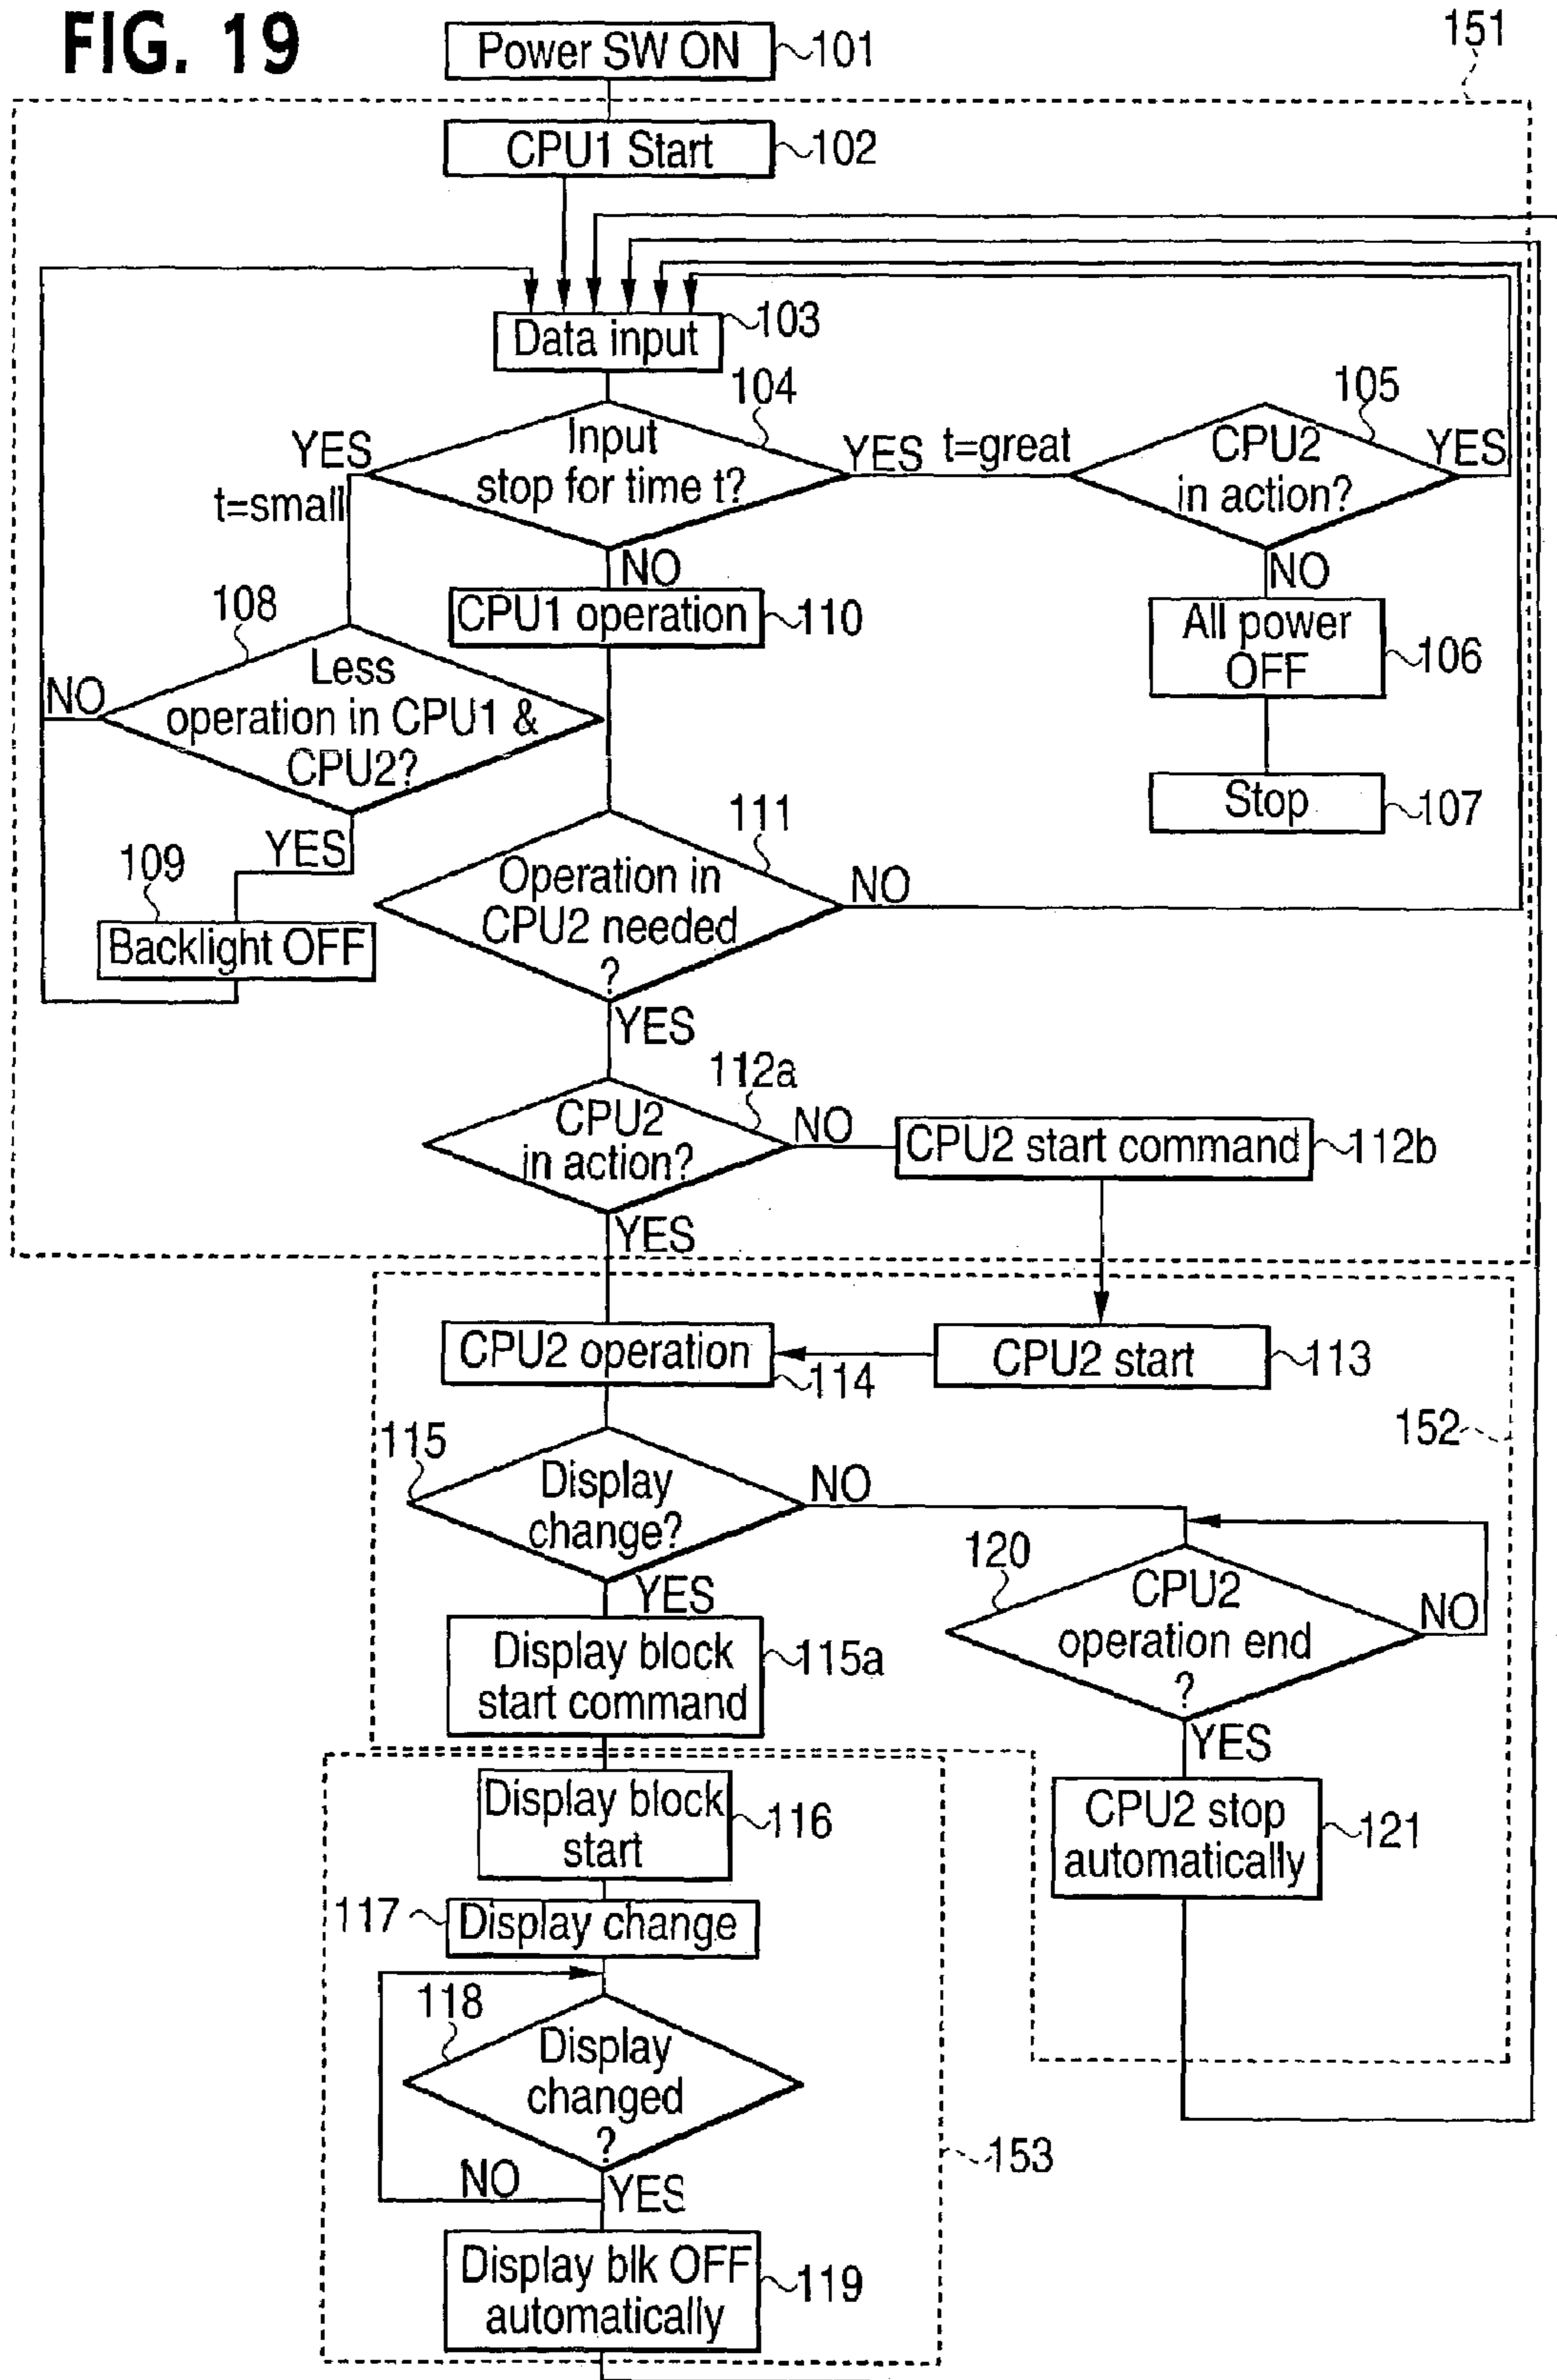 FIG. 19
Power SW ON
101
151
CPU1 Start
102
Data input
103
104
Input
stop for time t?
YES
t=small
YES t=great
105
CPU2
in action?
YES
NO
NO
CPU1 operation
110
All power
OFF
106
Stop
107
108
Less
operation in CPU1 &
CPU2?
NO
YES
109
Backlight OFF
111
Operation in
CPU2 needed
?
NO
YES
112a
CPU2
in action?
NO
CPU2 start command
112b
YES
CPU2 operation
114
CPU2 start
113
152
115
Display
change?
NO
YES
Display block
start command
115a
120
CPU2
operation end
?
NO
YES
CPU2 stop
automatically
121
Display block
start
116
117
Display change
118
Display
changed
?
NO
YES
153
Display blk OFF
automatically
119